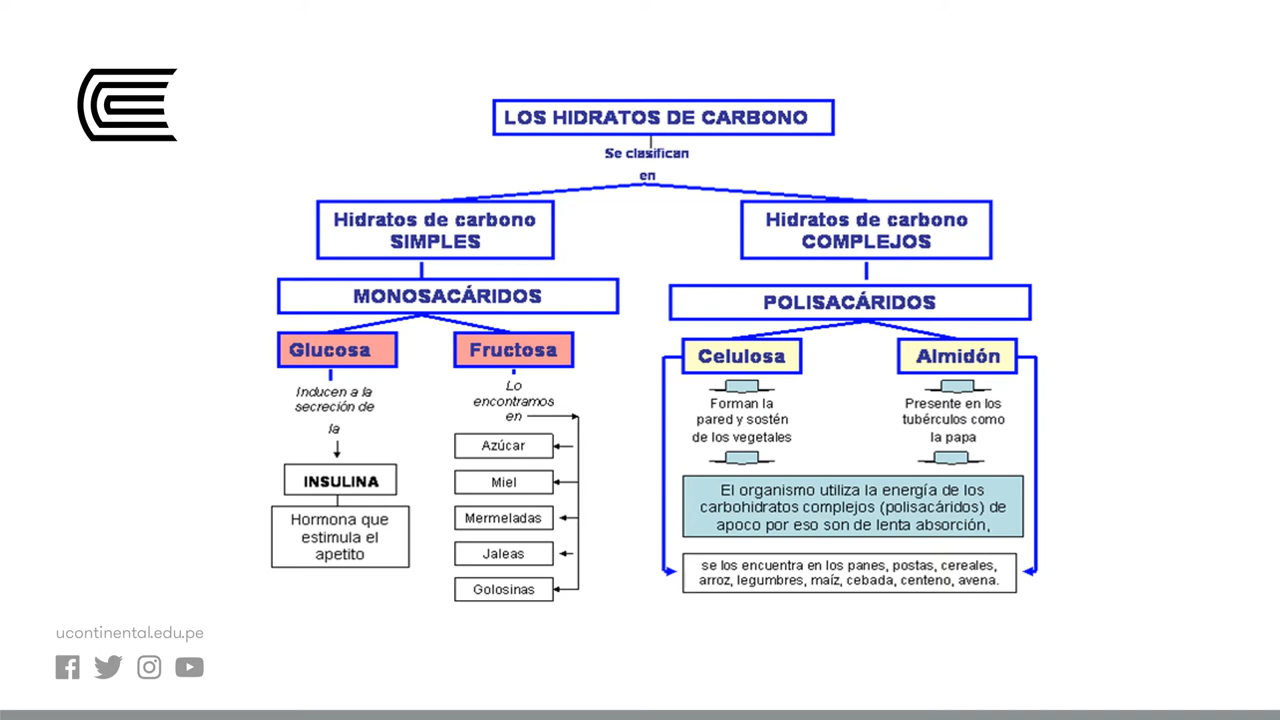 LOS HIDRATOS DE CARBONO
Se clasifican
en
Hidratos de carbono
SIMPLES
MONOSACÁRIDOS
Glucosa
Inducen a la
secreción de
la
INSULINA
Hormona que
estimula el
apetito
Fructosa
Lo
encontramos
en
Azúcar
Miel
Mermeladas
Jaleas
Golosinas
Hidratos de carbono
COMPLEJOS
POLISACÁRIDOS
Celulosa
Forman la
pared y sostén
de los vegetales
Almidón
Presente en los
tubérculos como
la papa
El organismo utiliza la energía de los
carbohidratos complejos (polisacáridos) de
apoco por eso son de lenta absorción,
se los encuentra en los panes, postas, cereales,
arroz, legumbres, maíz, cebada, centeno, avena.
ucontinental.edu.pe